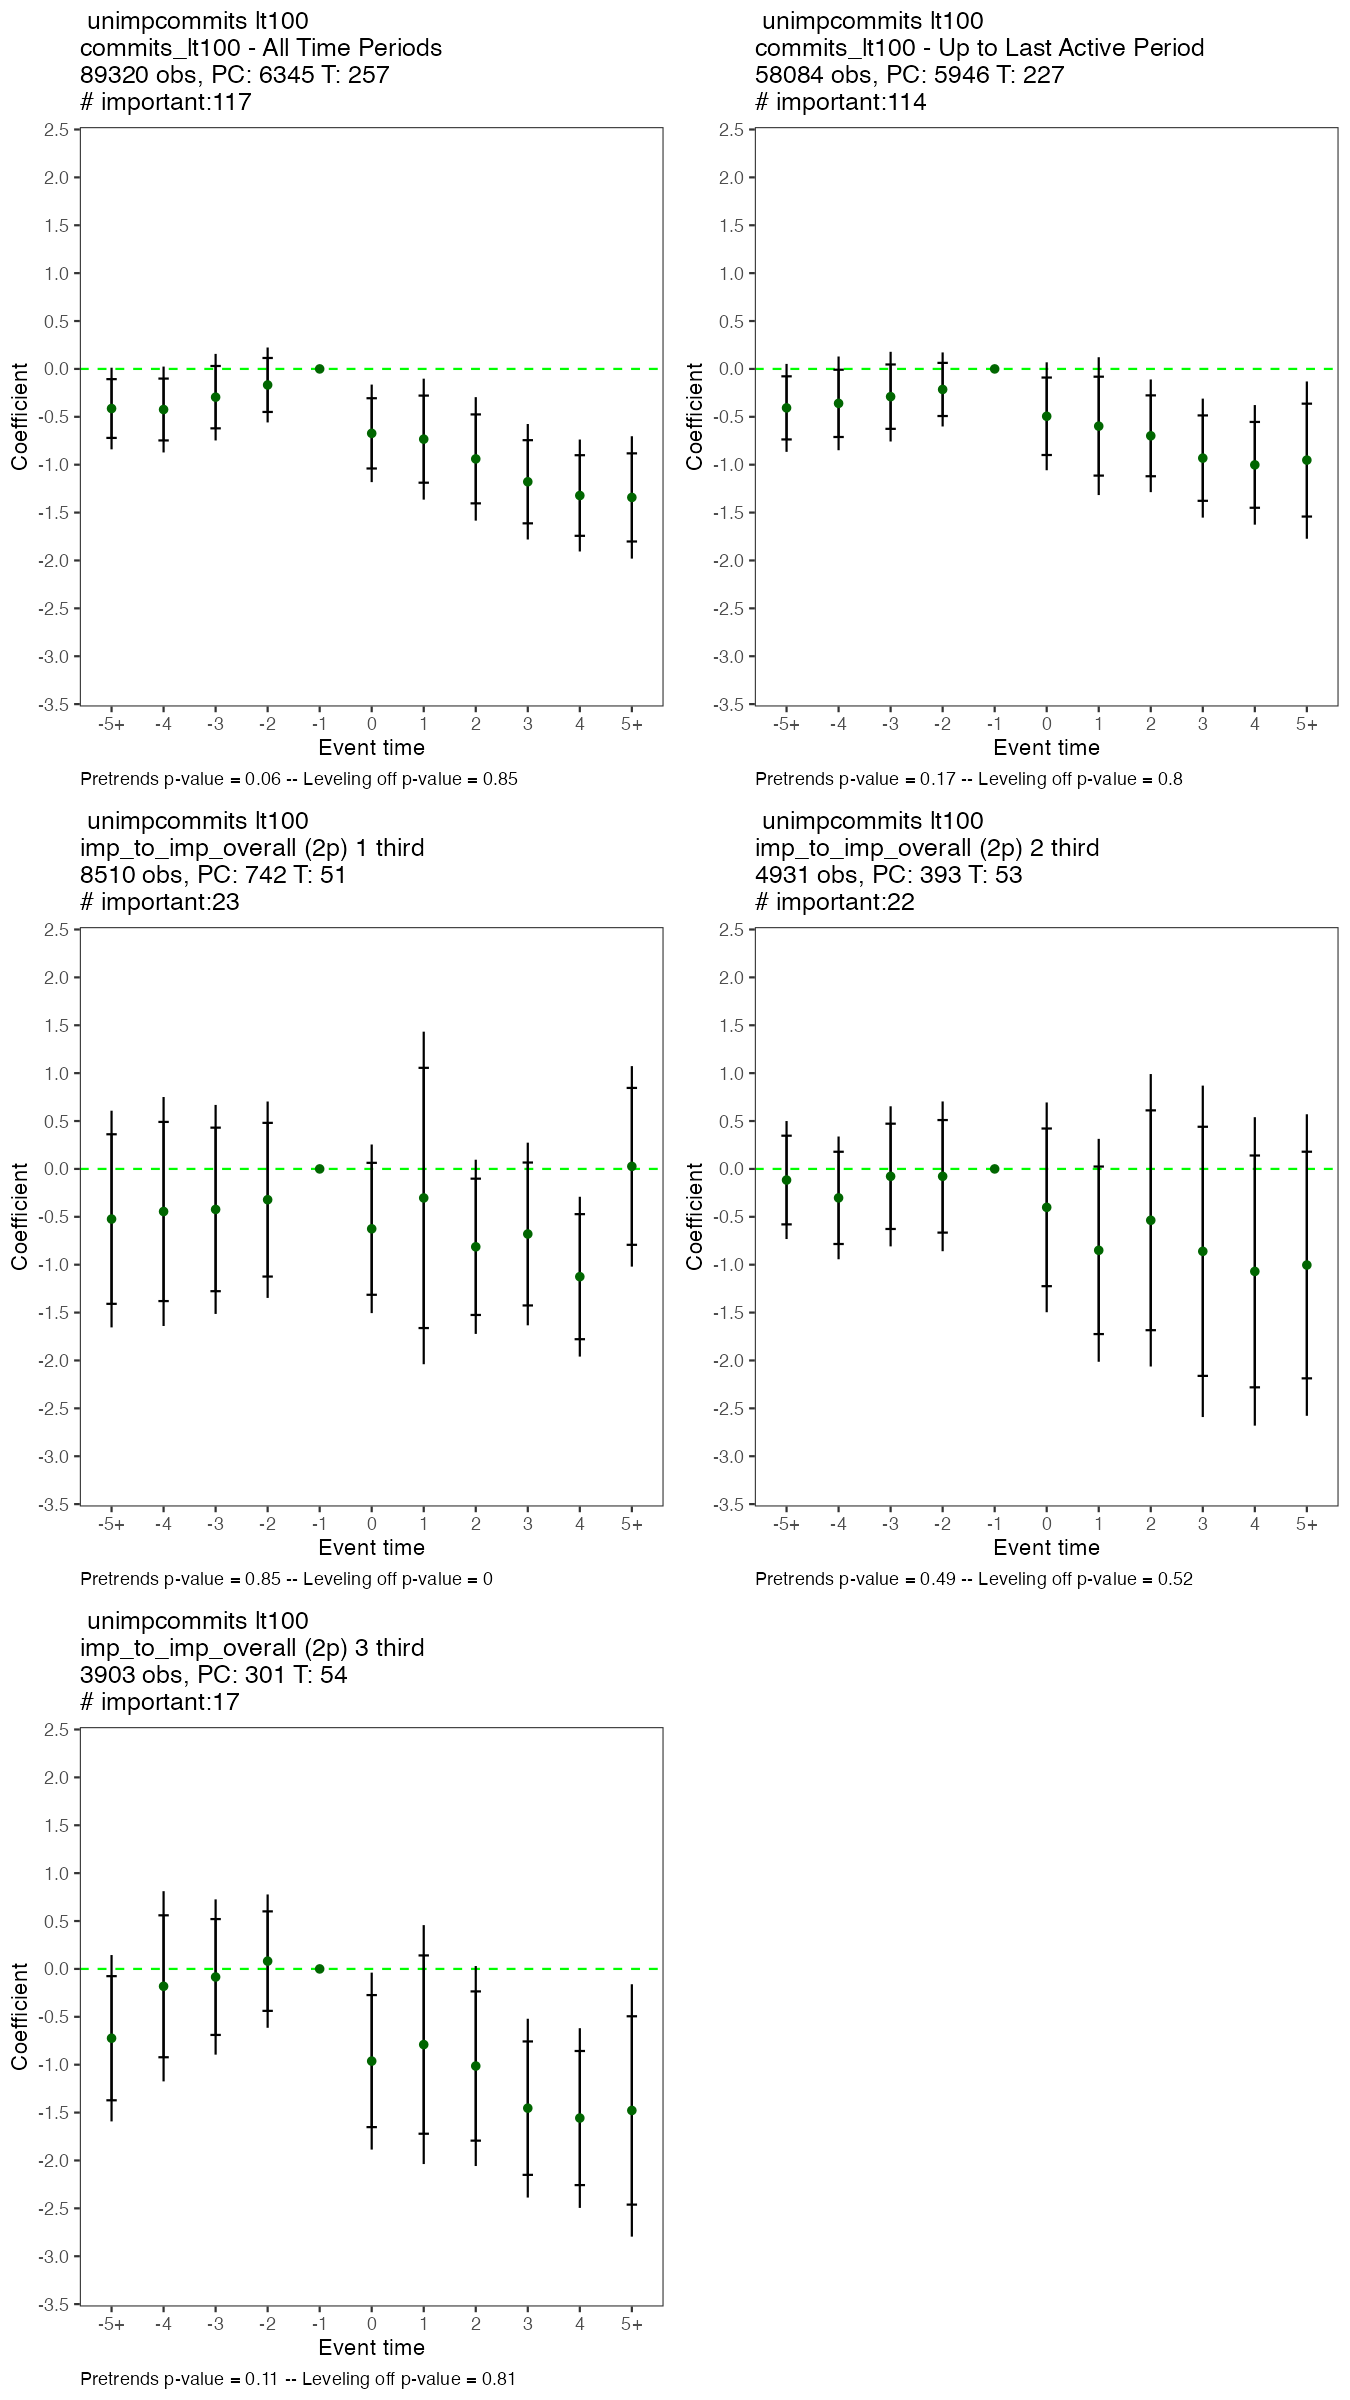 unimpcommits lt100
commits_lt100 - All Time Periods
89320 obs, PC: 6345 T: 257
# important:117
2.5
2.0
1.5
1.0
0.5
0.0
-0.5
-1.0
-1.5
-2.0
-2.5
-3.0
-3.5
Coefficient
-5+ -4 -3 -2 -1 0 1 2 3 4 5+
Event time
Pretrends p-value = 0.06 -- Leveling off p-value = 0.85
unimpcommits lt100
commits_lt100 - Up to Last Active Period
58084 obs, PC: 5946 T: 227
# important:114
2.5
2.0
1.5
1.0
0.5
0.0
-0.5
-1.0
-1.5
-2.0
-2.5
-3.0
-3.5
Coefficient
-5+ -4 -3 -2 -1 0 1 2 3 4 5+
Event time
Pretrends p-value = 0.17 -- Leveling off p-value = 0.8
unimpcommits lt100
imp_to_imp_overall (2p) 1 third
8510 obs, PC: 742 T: 51
# important:23
2.5
2.0
1.5
1.0
0.5
0.0
-0.5
-1.0
-1.5
-2.0
-2.5
-3.0
-3.5
Coefficient
-5+ -4 -3 -2 -1 0 1 2 3 4 5+
Event time
Pretrends p-value = 0.85 -- Leveling off p-value = 0
unimpcommits lt100
imp_to_imp_overall (2p) 2 third
4931 obs, PC: 393 T: 53
# important:22
2.5
2.0
1.5
1.0
0.5
0.0
-0.5
-1.0
-1.5
-2.0
-2.5
-3.0
-3.5
Coefficient
-5+ -4 -3 -2 -1 0 1 2 3 4 5+
Event time
Pretrends p-value = 0.49 -- Leveling off p-value = 0.52
unimpcommits lt100
imp_to_imp_overall (2p) 3 third
3903 obs, PC: 301 T: 54
# important:17
2.5
2.0
1.5
1.0
0.5
0.0
-0.5
-1.0
-1.5
-2.0
-2.5
-3.0
-3.5
Coefficient
-5+ -4 -3 -2 -1 0 1 2 3 4 5+
Event time
Pretrends p-value = 0.11 -- Leveling off p-value = 0.81